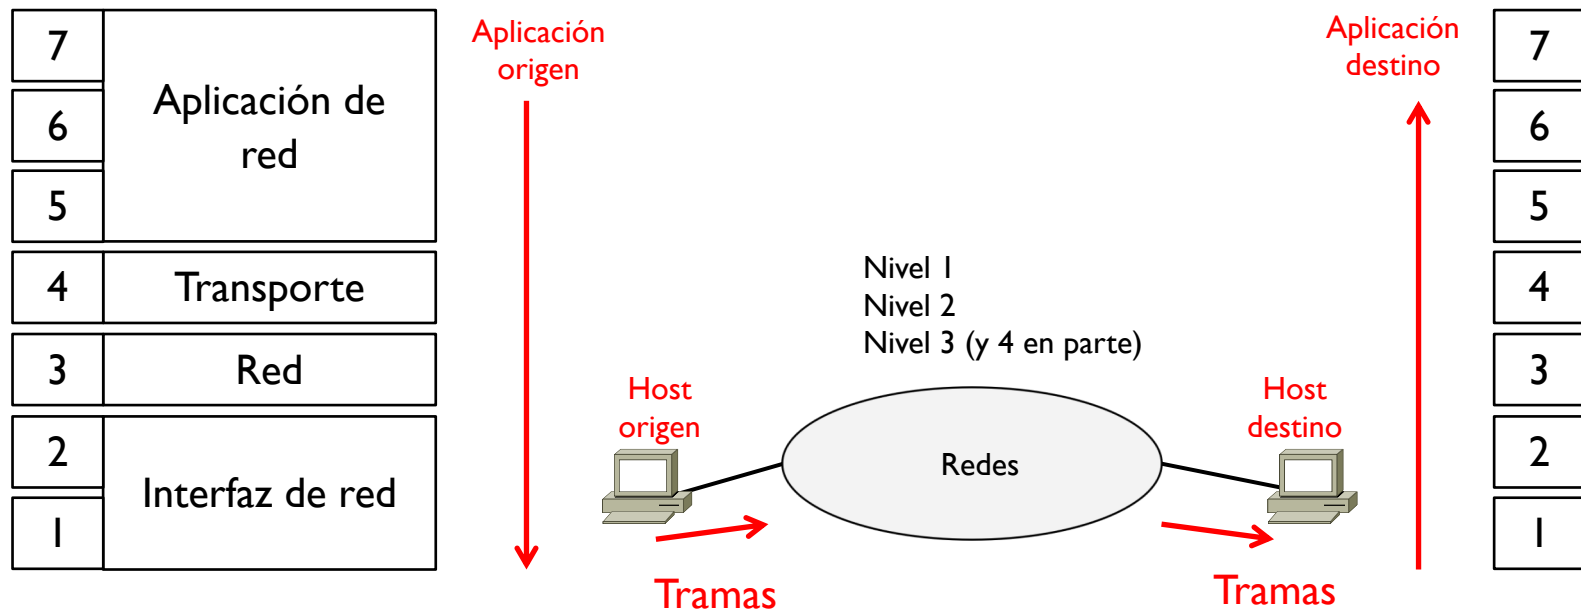 7
6
5
Aplicación de
red
4
Transporte
3
Red
2
1
Interfaz de red
Aplicación
origen
Nivel 1
Nivel 2
Nivel 3 (y 4 en parte)
Host
origen
Redes
Host
destino
Tramas
Tramas
Aplicación
destino
7
6
5
4
3
2
1